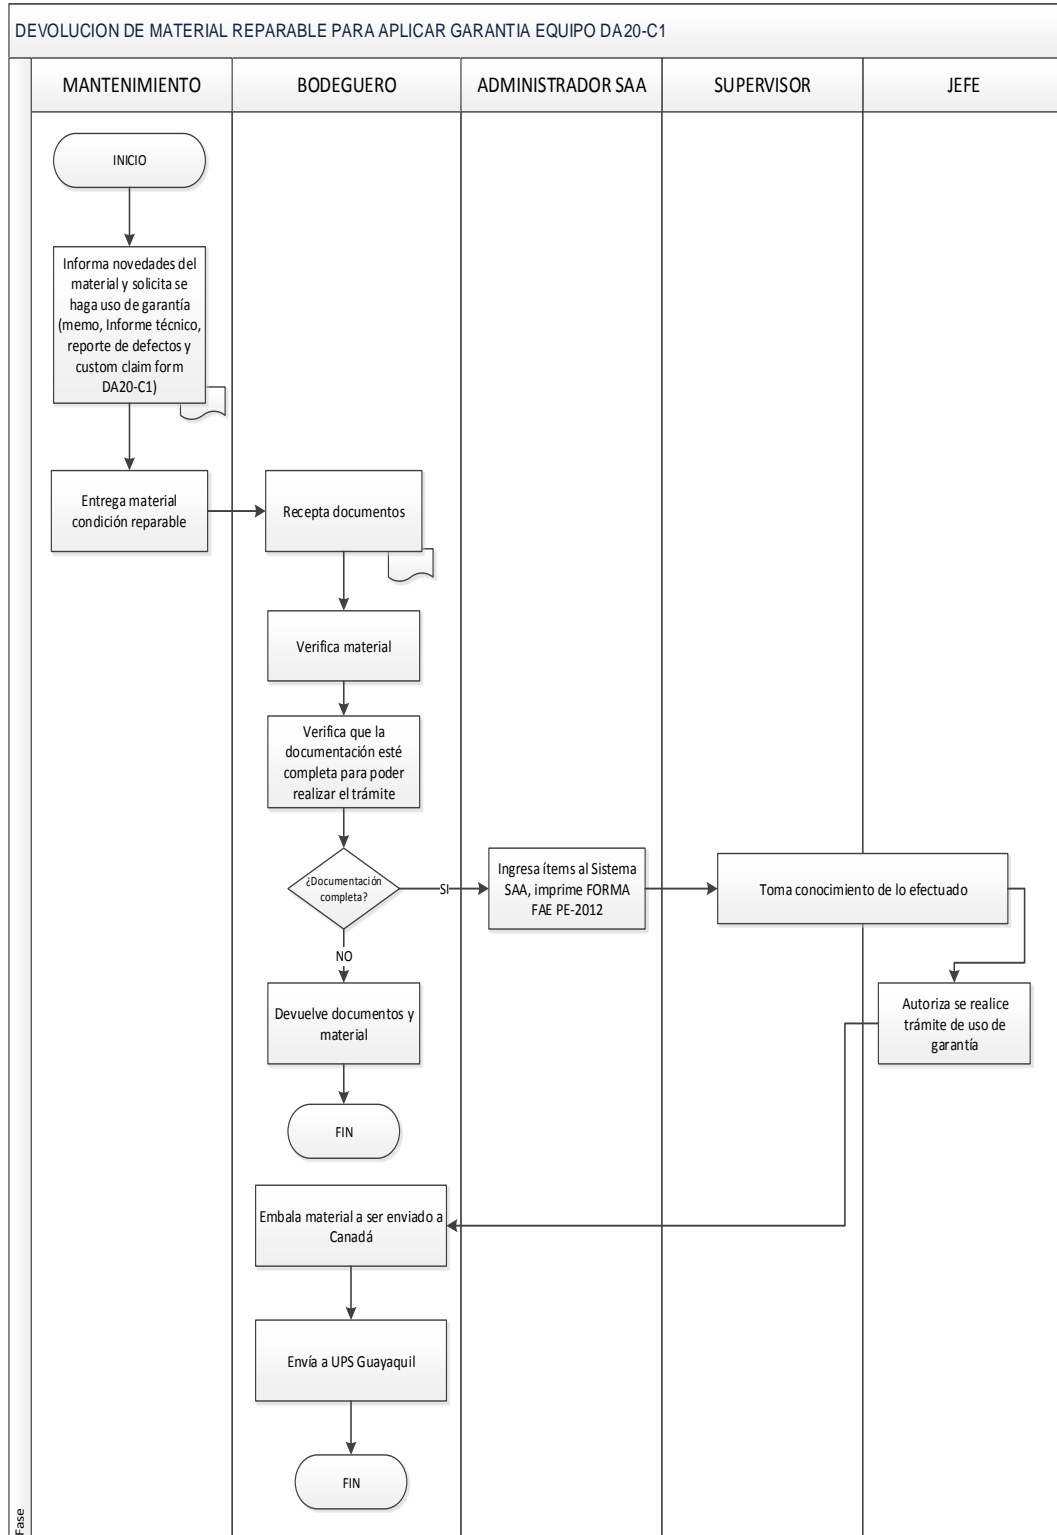 DEVOLUCION DE MATERIAL REPARABLE PARA APLICAR GARANTIA EQUIPO DA20-C1
MANTENIMIENTO
BODEGUERO
ADMINISTRADOR SAA
SUPERVISOR
JEFE
INICIO
Informa novedades del
material y solicita se
haga uso de garantía
(memo, Informe técnico,
reporte de defectos y
custom claim form
DA20-C1)
Entrega material
condición reparable
Recepta documentos
Verifica material
Verifica que la
documentación esté
completa para poder
realizar el trámite
¿Documentación
completa?
SI
Ingresa ítems al Sistema
SAA, imprime FORMA
FAE PE-2012
Toma conocimiento de lo efectuado
NO
Devuelve documentos y
material
Autoriza se realice
trámite de uso de
garantía
FIN
Embala material a ser enviado a
Canadá
Envía a UPS Guayaquil
FIN
Fase